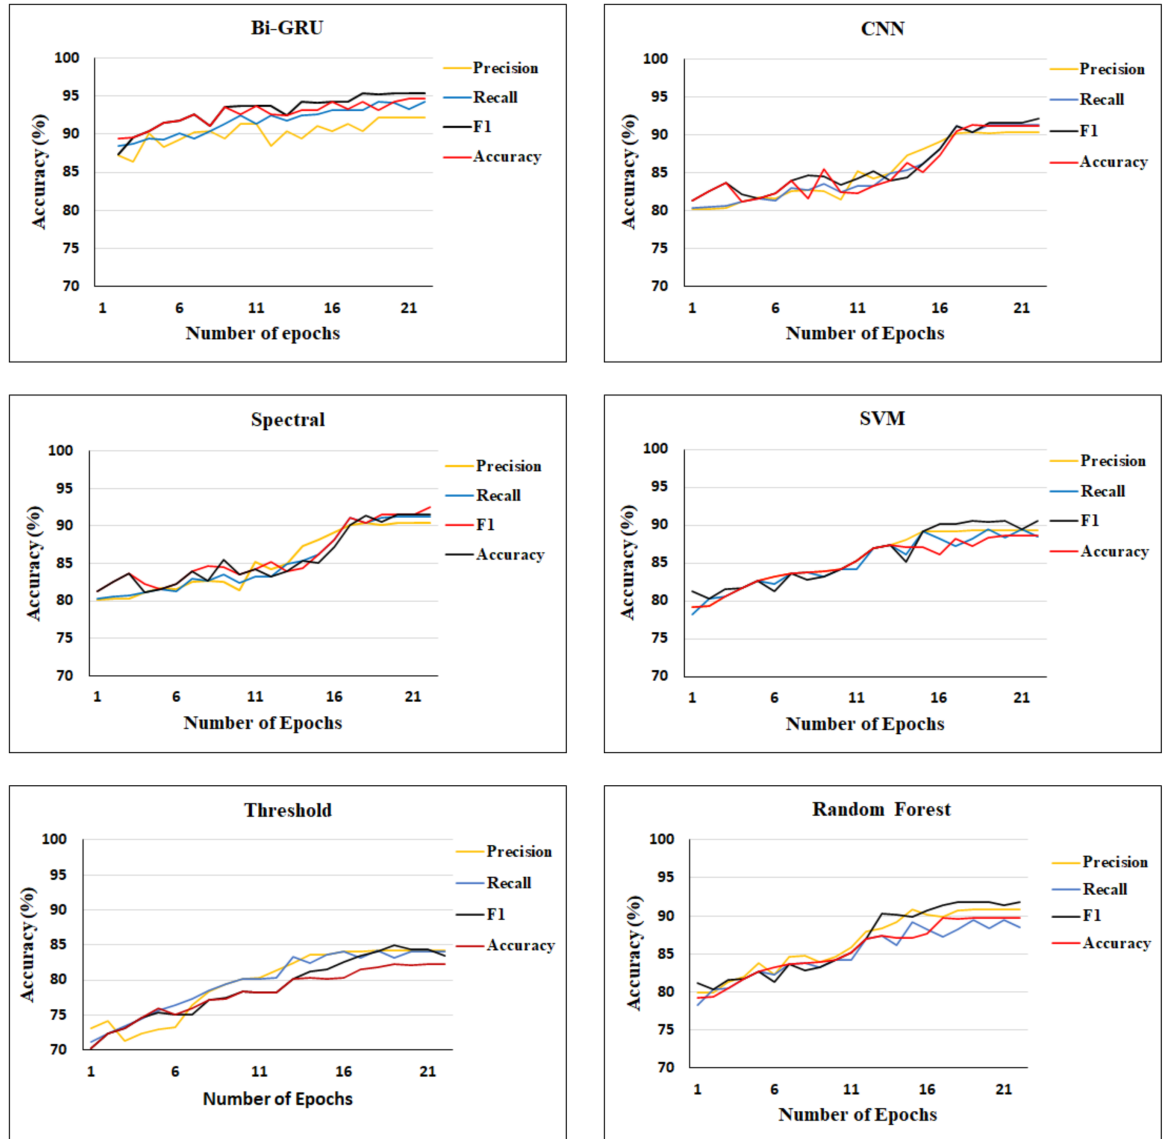 Bi-GRU
100
95
90
85
80
75
70
Accuracy (%)
1 6 11 16 21
Number of epochs
Precision
Recall
F1
Accuracy
CNN
100
95
90
85
80
75
70
Accuracy (%)
1 6 11 16 21
Number of Epochs
Precision
Recall
F1
Accuracy
Spectral
100
95
90
85
80
75
70
Accuracy (%)
1 6 11 16 21
Number of Epochs
Precision
Recall
F1
Accuracy
SVM
100
95
90
85
80
75
70
Accuracy (%)
1 6 11 16 21
Number of Epochs
Precision
Recall
F1
Accuracy
Threshold
100
95
90
85
80
75
70
Accuracy (%)
1 6 11 16 21
Number of Epochs
Precision
Recall
F1
Accuracy
Random Forest
100
95
90
85
80
75
70
Accuracy (%)
1 6 11 16 21
Number of Epochs
Precision
Recall
F1
Accuracy